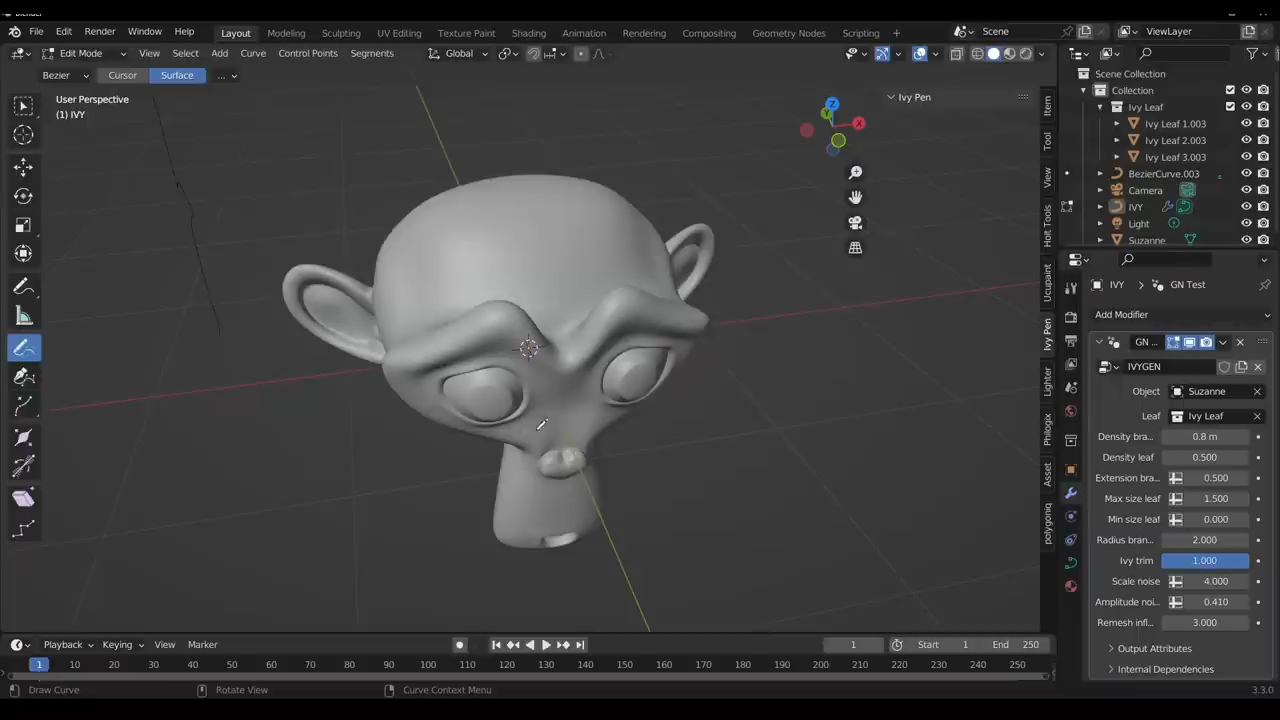 Blender
File Edit Render Window Help
Layout Modeling Sculpting UV Editing Texture Paint Shading Animation Rendering Compositing Geometry Nodes Scripting +
Scene
ViewLayer
Edit Mode View Select Add Curve Control Points Segments
Global
Bezier Cursor Surface ...
User Perspective
(1) IVY
Ivy Pen
Z
Y
X
Item
Tool
View
Holt Tools
Ucupaint
Ivy Pen
Lighter
Philogix
Asset
polygoniq
Scene Collection
Collection
Ivy Leaf
Ivy Leaf 1.003
Ivy Leaf 2.003
Ivy Leaf 3.003
BezierCurve.003
Camera
IVY
Light
Suzanne
IVY GN Test
Add Modifier
GN ...
IVYGEN
Object Suzanne
Leaf Ivy Leaf
Density bra... 0.8 m
Density leaf 0.500
Extension bra... 0.500
Max size leaf 1.500
Min size leaf 0.000
Radius bran... 2.000
Ivy trim 1.000
Scale noise 4.000
Amplitude noi... 0.410
Remesh infl... 3.000
Output Attributes
Internal Dependencies
Playback Keying View Marker
1 Start 1 End 250
1 10 20 30 40 50 60 70 80 90 100 110 120 130 140 150 160 170 180 190 200 210 220 230 240 250
Draw Curve Rotate View Curve Context Menu
3.3.0